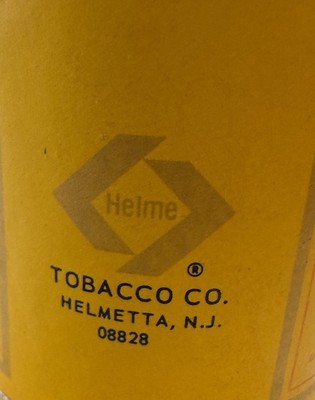 Helme
®
TOBACCO CO.
HELMETTA, N.J.
08828